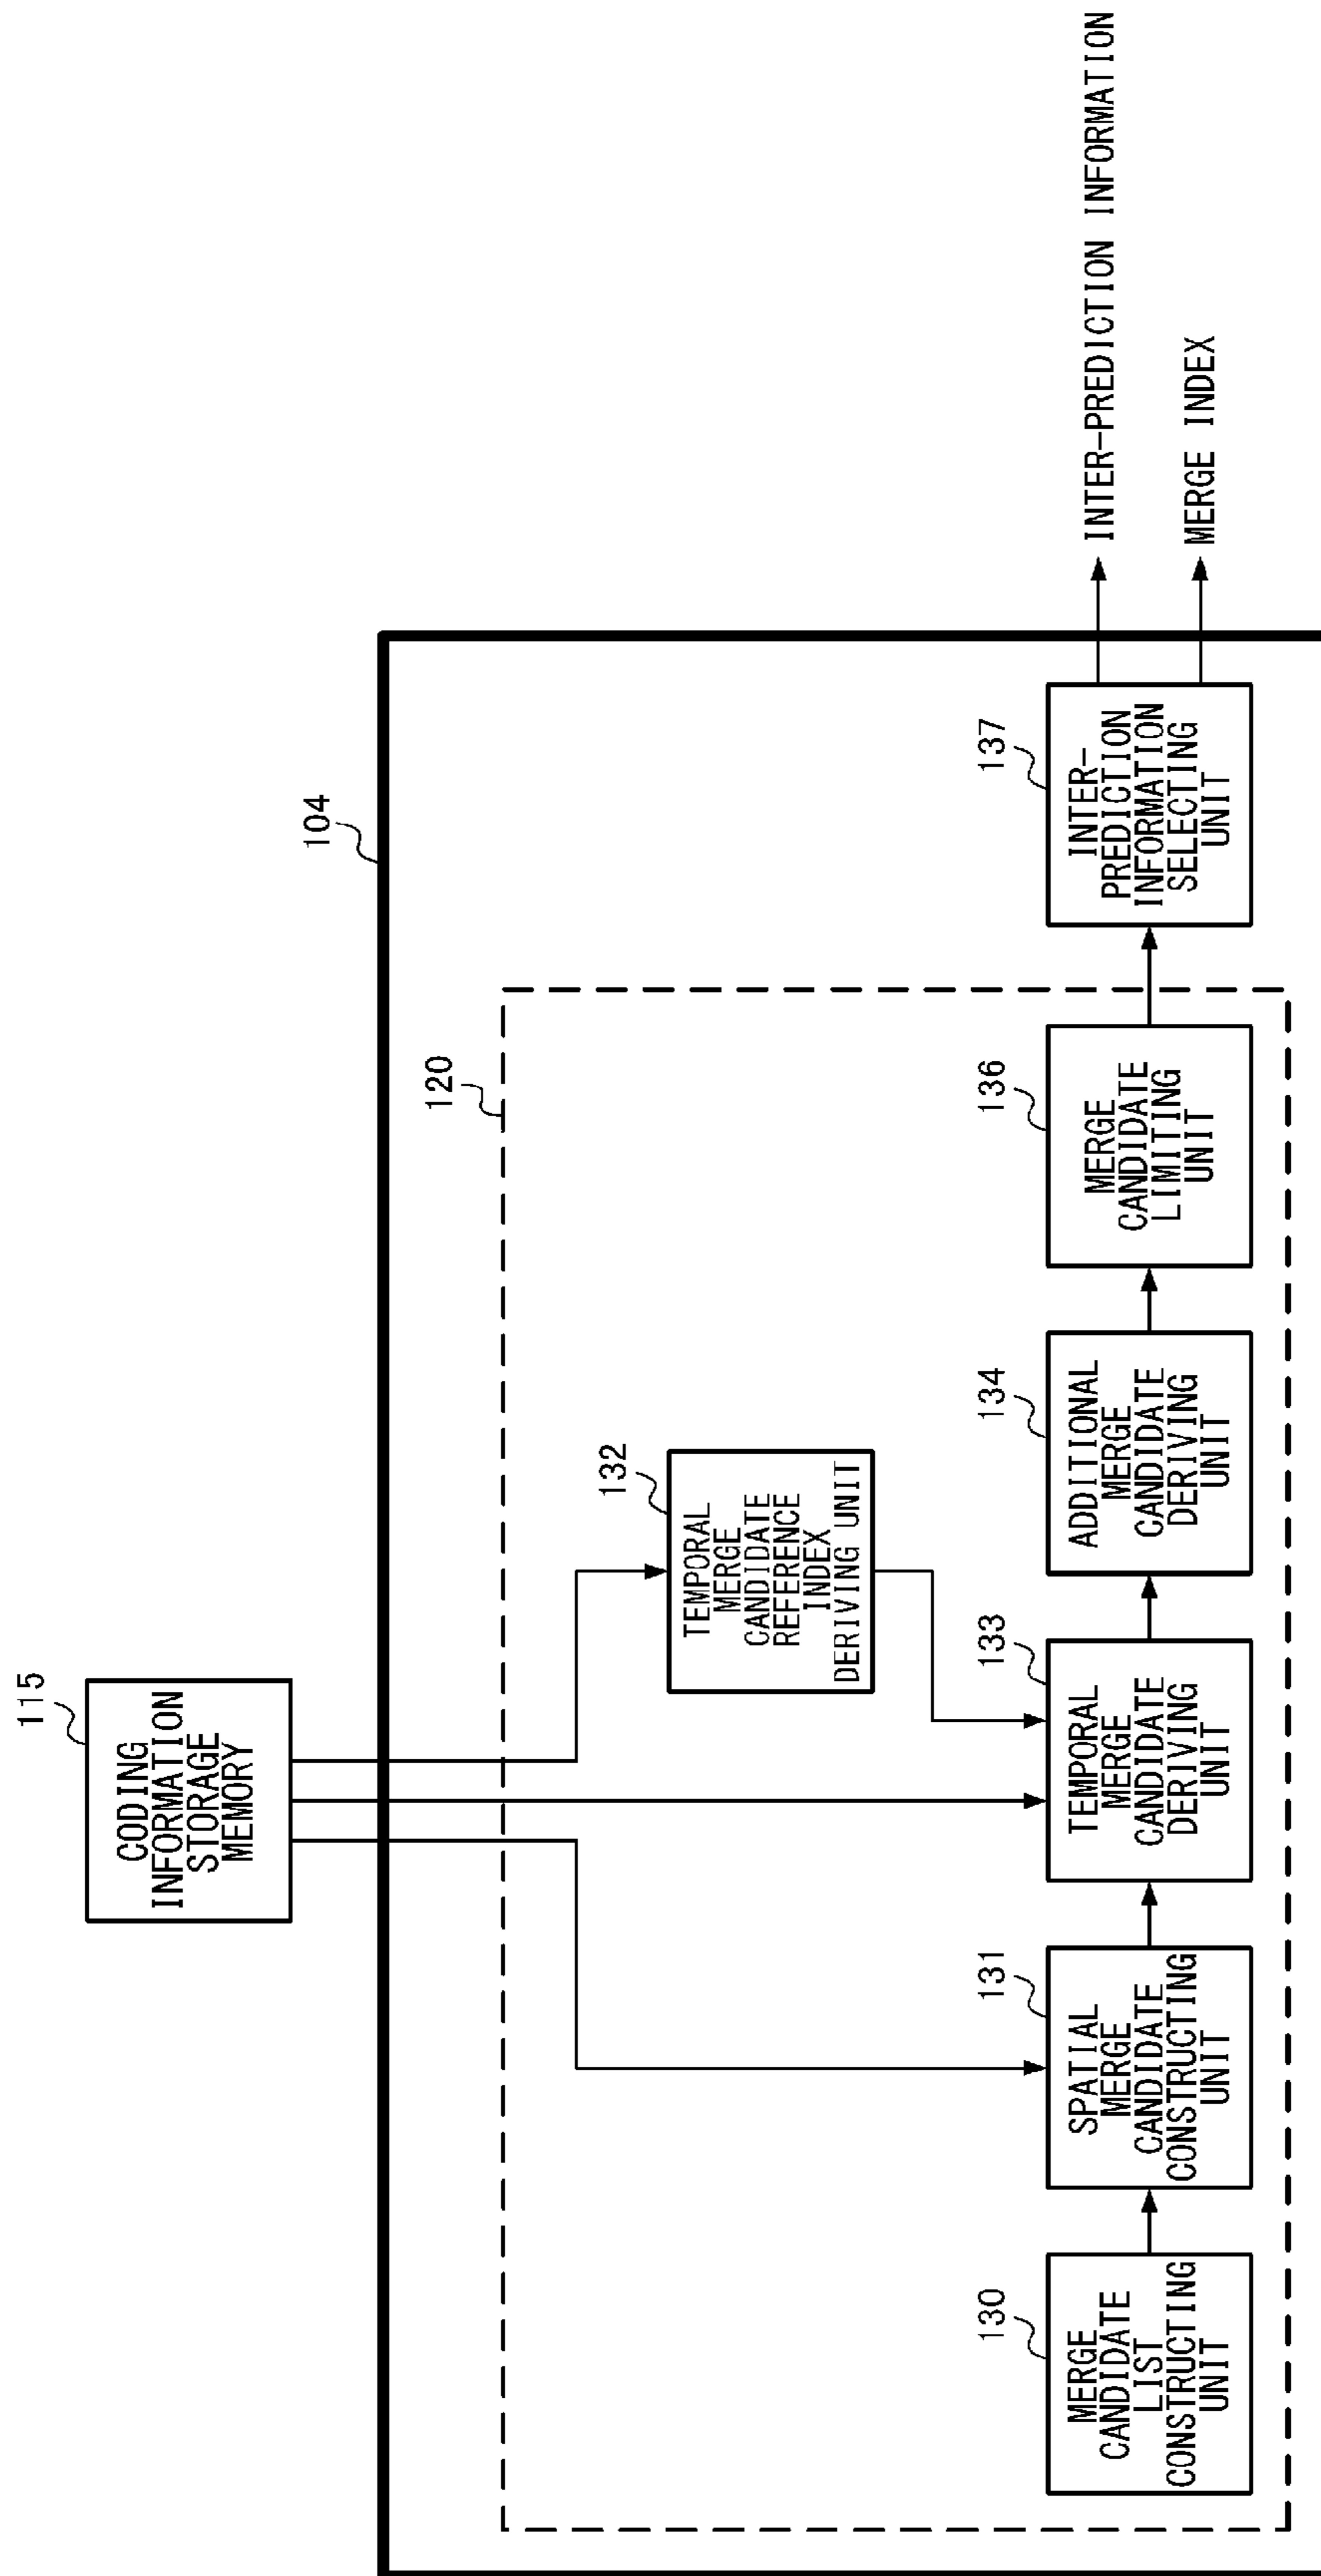 115
CODING
INFORMATION
STORAGE
MEMORY
104
120
132
TEMPORAL
MERGE
CANDIDATE
REFERENCE
INDEX
DERIVING UNIT
130
MERGE
CANDIDATE
LIST
CONSTRUCTING
UNIT
131
SPATIAL
MERGE
CANDIDATE
CONSTRUCTING
UNIT
133
TEMPORAL
MERGE
CANDIDATE
DERIVING
UNIT
134
ADDITIONAL
MERGE
CANDIDATE
DERIVING
UNIT
136
MERGE
CANDIDATE
LIMITING
UNIT
137
INTER-
PREDICTION
INFORMATION
SELECTING
UNIT
INTER-PREDICTION INFORMATION
MERGE INDEX